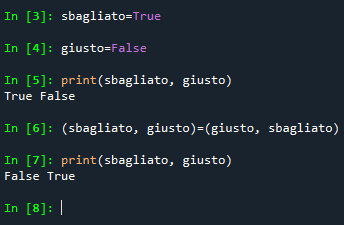 In [3]: sbagliato=True
In [4]: giusto=False
In [5]: print(sbagliato, giusto)
True False
In [6]: (sbagliato, giusto)=(giusto, sbagliato)
In [7]: print(sbagliato, giusto)
False True
In [8]: